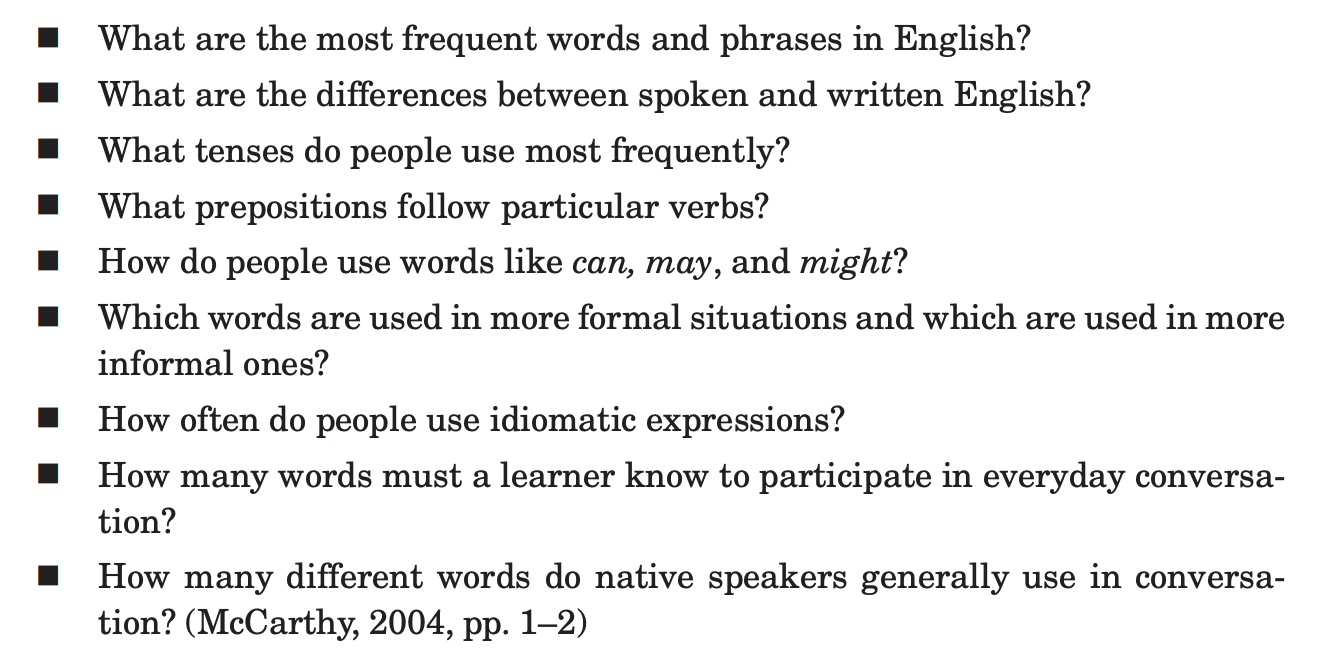 ■ What are the most frequent words and phrases in English?
■ What are the differences between spoken and written English?
■ What tenses do people use most frequently?
■ What prepositions follow particular verbs?
■ How do people use words like can, may, and might?
■ Which words are used in more formal situations and which are used in more
informal ones?
■ How often do people use idiomatic expressions?
■ How many words must a learner know to participate in everyday conversa-
tion?
■ How many different words do native speakers generally use in conversa-
tion? (McCarthy, 2004, pp. 1–2)